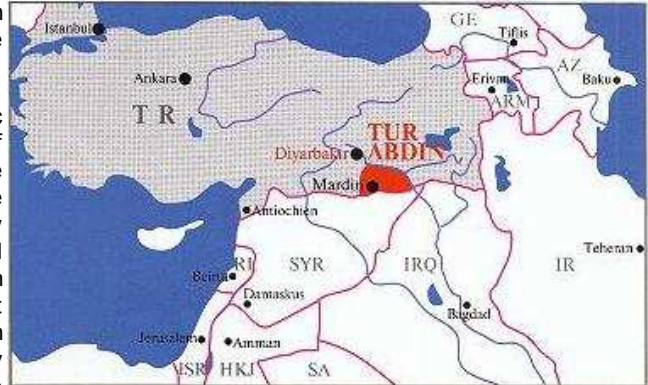 GE
Istanbul
Tiflis
AZ
Ankara
Erivan
Baku
ARM
T R
TUR
ABDIN
Diyarbakır
Mardin
Antiochien
Teheran
RL
SYR
IRQ
IR
Beirut
Damaskus
Bagdad
Jerusalem
Amman
ISR
HKJ
SA